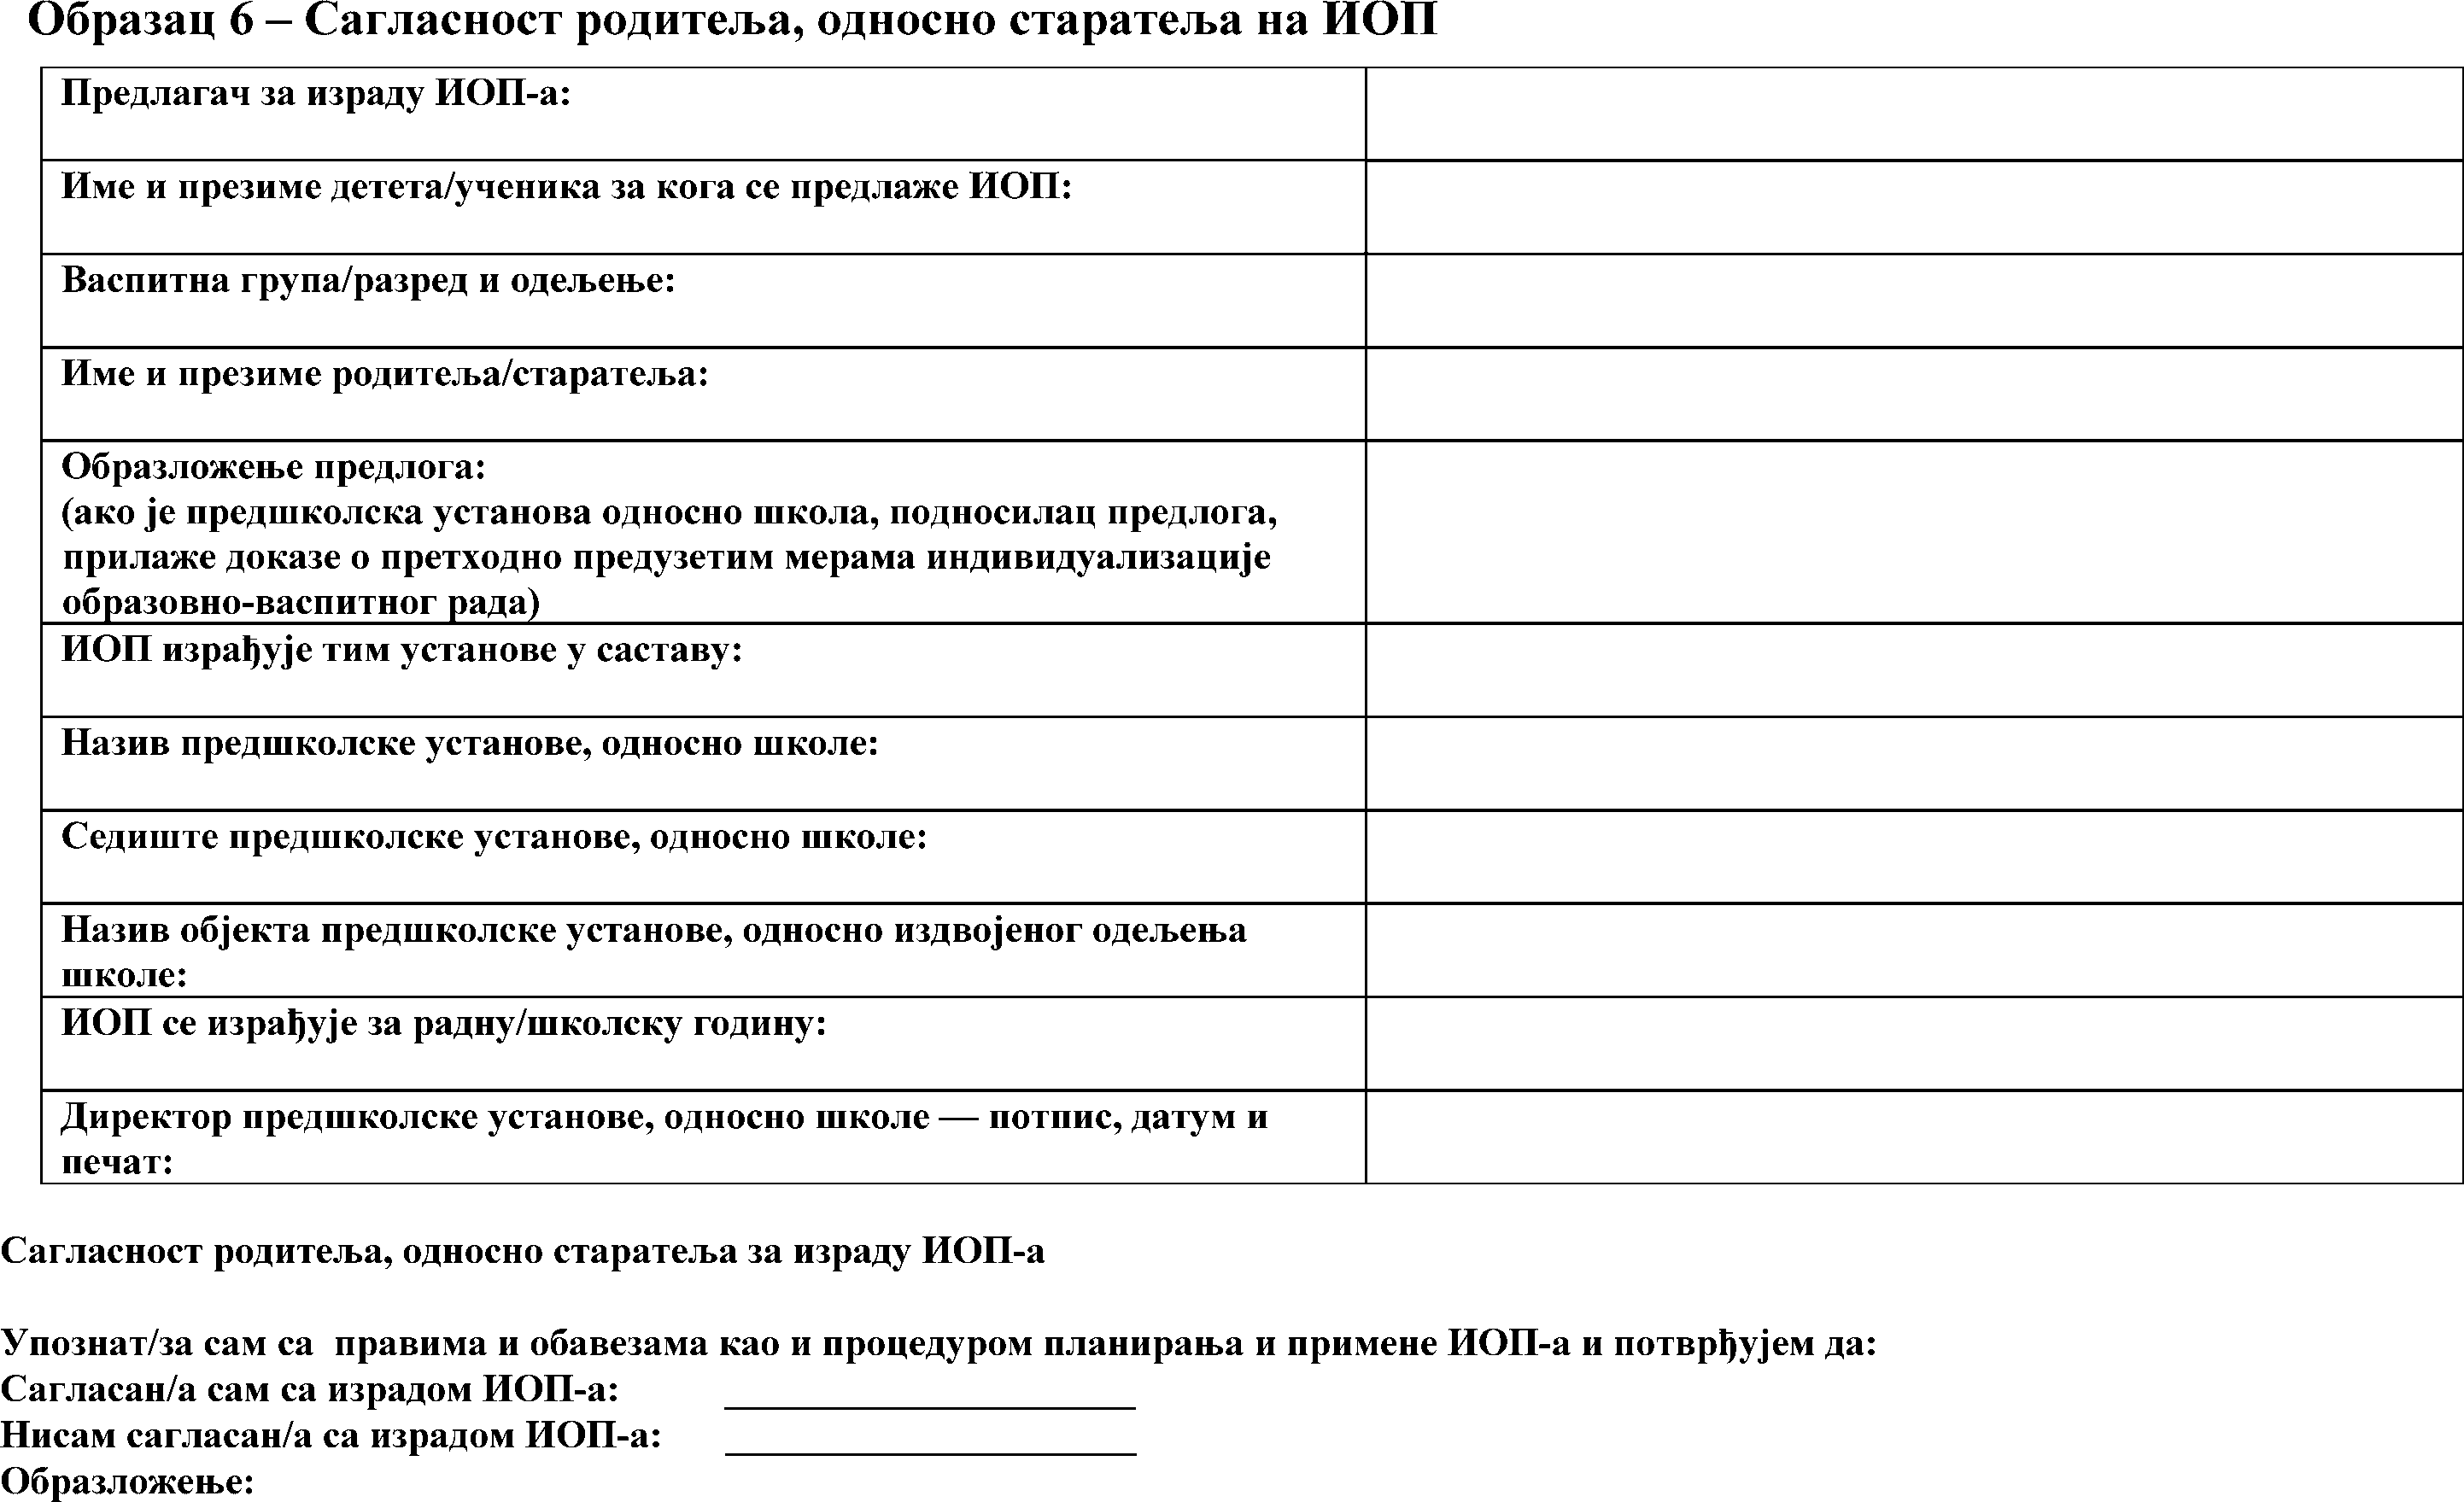 Образац 6 – Сагласност родитеља, односно старатеља на ИОП
Предлагач за израду ИОП-а:
Име и презиме детета/ученика за кога се предлаже ИОП:
Васпитна група/разред и одељење:
Име и презиме родитеља/старатеља:
Образложење предлога:
(ако је предшколска установа односно школа, подносилац предлога,
прилаже доказе о претходно предузетим мерама индивидуализације
образовно-васпитног рада)
ИОП израђује тим установе у саставу:
Назив предшколске установе, односно школе:
Седиште предшколске установе, односно школе:
Назив објекта предшколске установе, односно издвојеног одељења
школе:
ИОП се израђује за радну/школску годину:
Директор предшколске установе, односно школе — потпис, датум и
печат:
Сагласност родитеља, односно старатеља за израду ИОП-а
Упознат/за сам са  правима и обавезама као и процедуром планирања и примене ИОП-а и потврђујем да:
Сагласан/а сам са израдом ИОП-а:
Нисам сагласан/а са израдом ИОП-а:
Образложење: